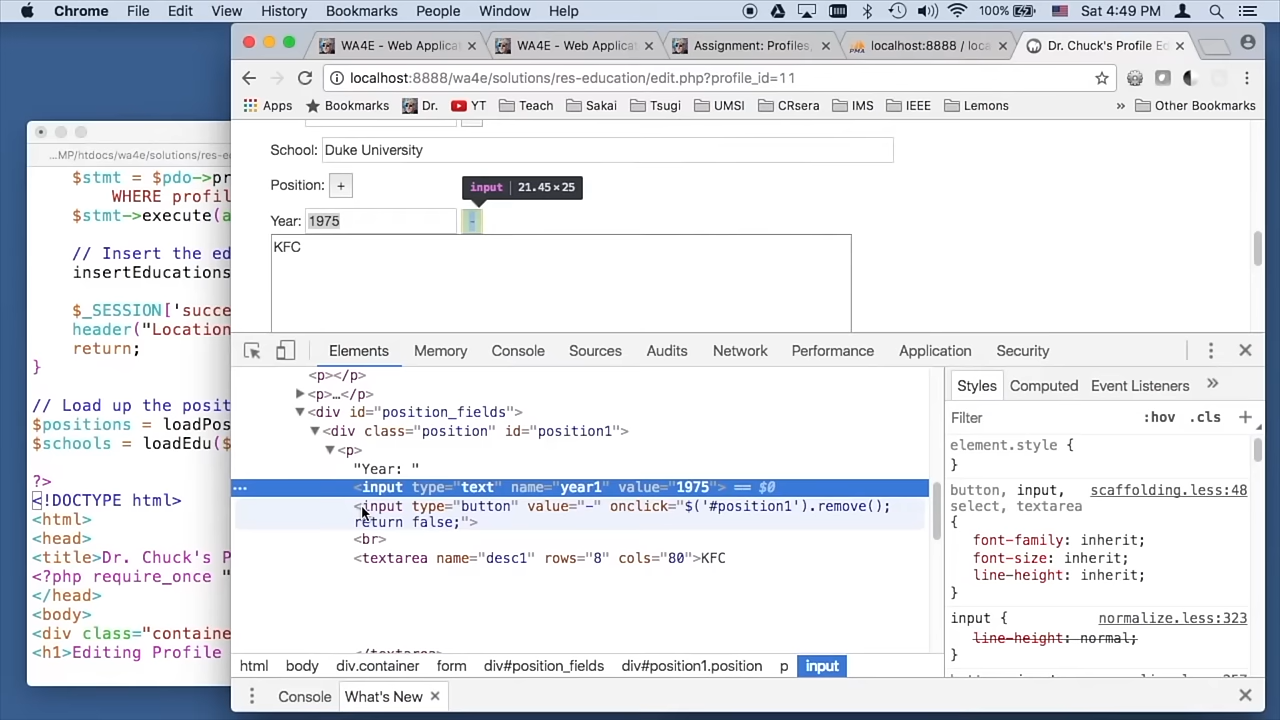 Chrome File Edit View History Bookmarks People Window Help 100% Sat 4:49 PM
WA4E - Web Applicat × WA4E - Web Applicat × Assignment: Profiles, × localhost:8888 / loca × Dr. Chuck's Profile Ed ×
localhost:8888/wa4e/solutions/res-education/edit.php?profile_id=11
Apps Bookmarks Dr. YT Teach Sakai Tsugi UMSI CRsera IMS IEEE Lemons » Other Bookmarks
School: Duke University
Position: +
input 21.45×25
Year: 1975 -
KFC
...MP/htdocs/wa4e/solutions/res-e
$stmt = $pdo->pr
WHERE profil
$stmt->execute(a
// Insert the ed
insertEducations
$_SESSION['succe
header("Location
return;
}
// Load up the posit
$positions = loadPos
$schools = loadEdu($
?>
<!DOCTYPE html>
<html>
<head>
<title>Dr. Chuck's P
<?php require_once "
</head>
<body>
<div class="containe
<h1>Editing Profile
Elements Memory Console Sources Audits Network Performance Application Security
<p></p>
<p>…</p>
<div id="position_fields">
<div class="position" id="position1">
<p>
"Year: "
<input type="text" name="year1" value="1975"> == $0
<input type="button" value="-" onclick="$('#position1').remove();
return false;">
<br>
<textarea name="desc1" rows="8" cols="80">KFC
</textarea>
html body div.container form div#position_fields div#position1.position p input
Styles Computed Event Listeners »
Filter :hov .cls +
element.style {
}
button, input, scaffolding.less:48
select, textarea
{
font-family: inherit;
font-size: inherit;
line-height: inherit;
}
input { normalize.less:323
line-height: normal;
}
Console What's New ×